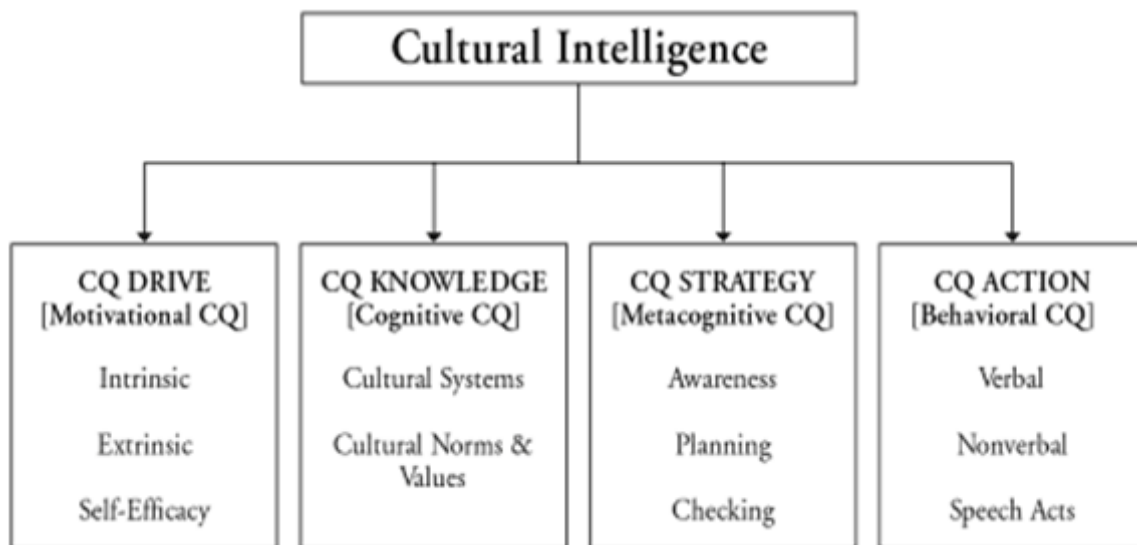 Cultural Intelligence
CQ DRIVE
[Motivational CQ]
Intrinsic
Extrinsic
Self-Efficacy
CQ KNOWLEDGE
[Cognitive CQ]
Cultural Systems
Cultural Norms &
Values
CQ STRATEGY
[Metacognitive CQ]
Awareness
Planning
Checking
CQ ACTION
[Behavioral CQ]
Verbal
Nonverbal
Speech Acts